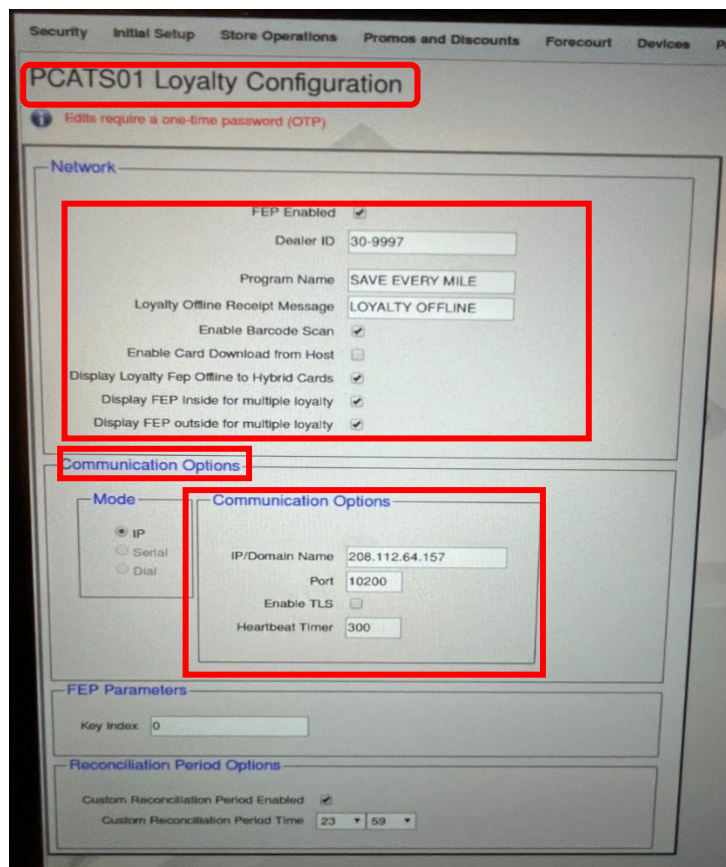 Security Initial Setup Store Operations Promos and Discounts Forecourt Devices
PCATS01 Loyalty Configuration
Edits require a one-time password (OTP)
Network
FEP Enabled
Dealer ID 30-9997
Program Name SAVE EVERY MILE
Loyalty Offline Receipt Message LOYALTY OFFLINE
Enable Barcode Scan
Enable Card Download from Host
Display Loyalty Fep Offline to Hybrid Cards
Display FEP Inside for multiple loyalty
Display FEP outside for multiple loyalty
Communication Options
Mode
IP
Serial
Dial
Communication Options
IP/Domain Name 208.112.64.157
Port 10200
Enable TLS
Heartbeat Timer 300
FEP Parameters
Key Index 0
Reconciliation Period Options
Custom Reconciliation Period Enabled
Custom Reconciliation Period Time 23 59